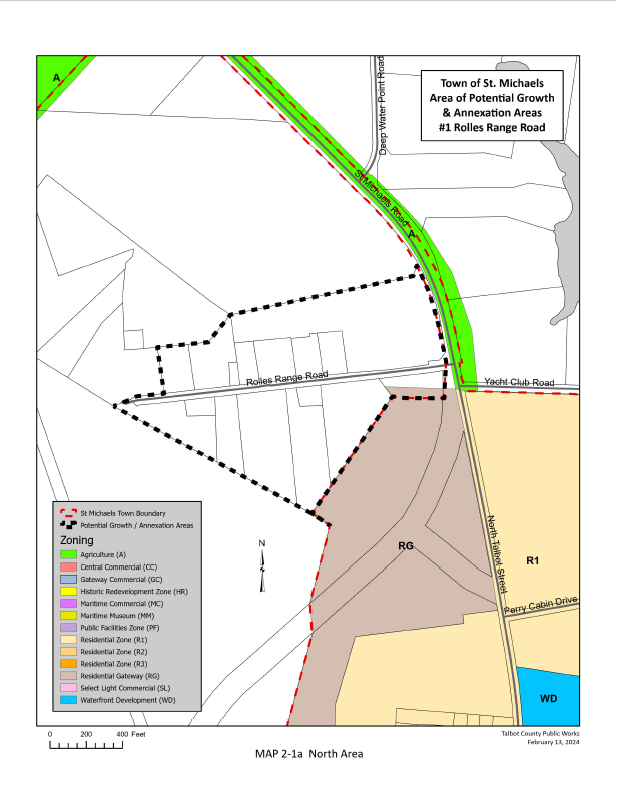 A
Deep Water Point Road
Town of St. Michaels
Area of Potential Growth
& Annexation Areas
#1 Rolles Range Road
St Michaels Road
A
Rolles Range Road
Yacht Club Road
St Michaels Town Boundary
Potential Growth / Annexation Areas
Zoning
Agriculture (A)
Central Commercial (CC)
Gateway Commercial (GC)
Historic Redevelopment Zone (HR)
Maritime Commercial (MC)
Maritime Museum (MM)
Public Facilities Zone (PF)
Residential Zone (R1)
Residential Zone (R2)
Residential Zone (R3)
Residential Gateway (RG)
Select Light Commercial (SL)
Waterfront Development (WD)
N
RG
North Talbot Street
R1
Perry Cabin Drive
WD
0 200 400 Feet
Talbot County Public Works
February 13, 2024
MAP 2-1a North Area